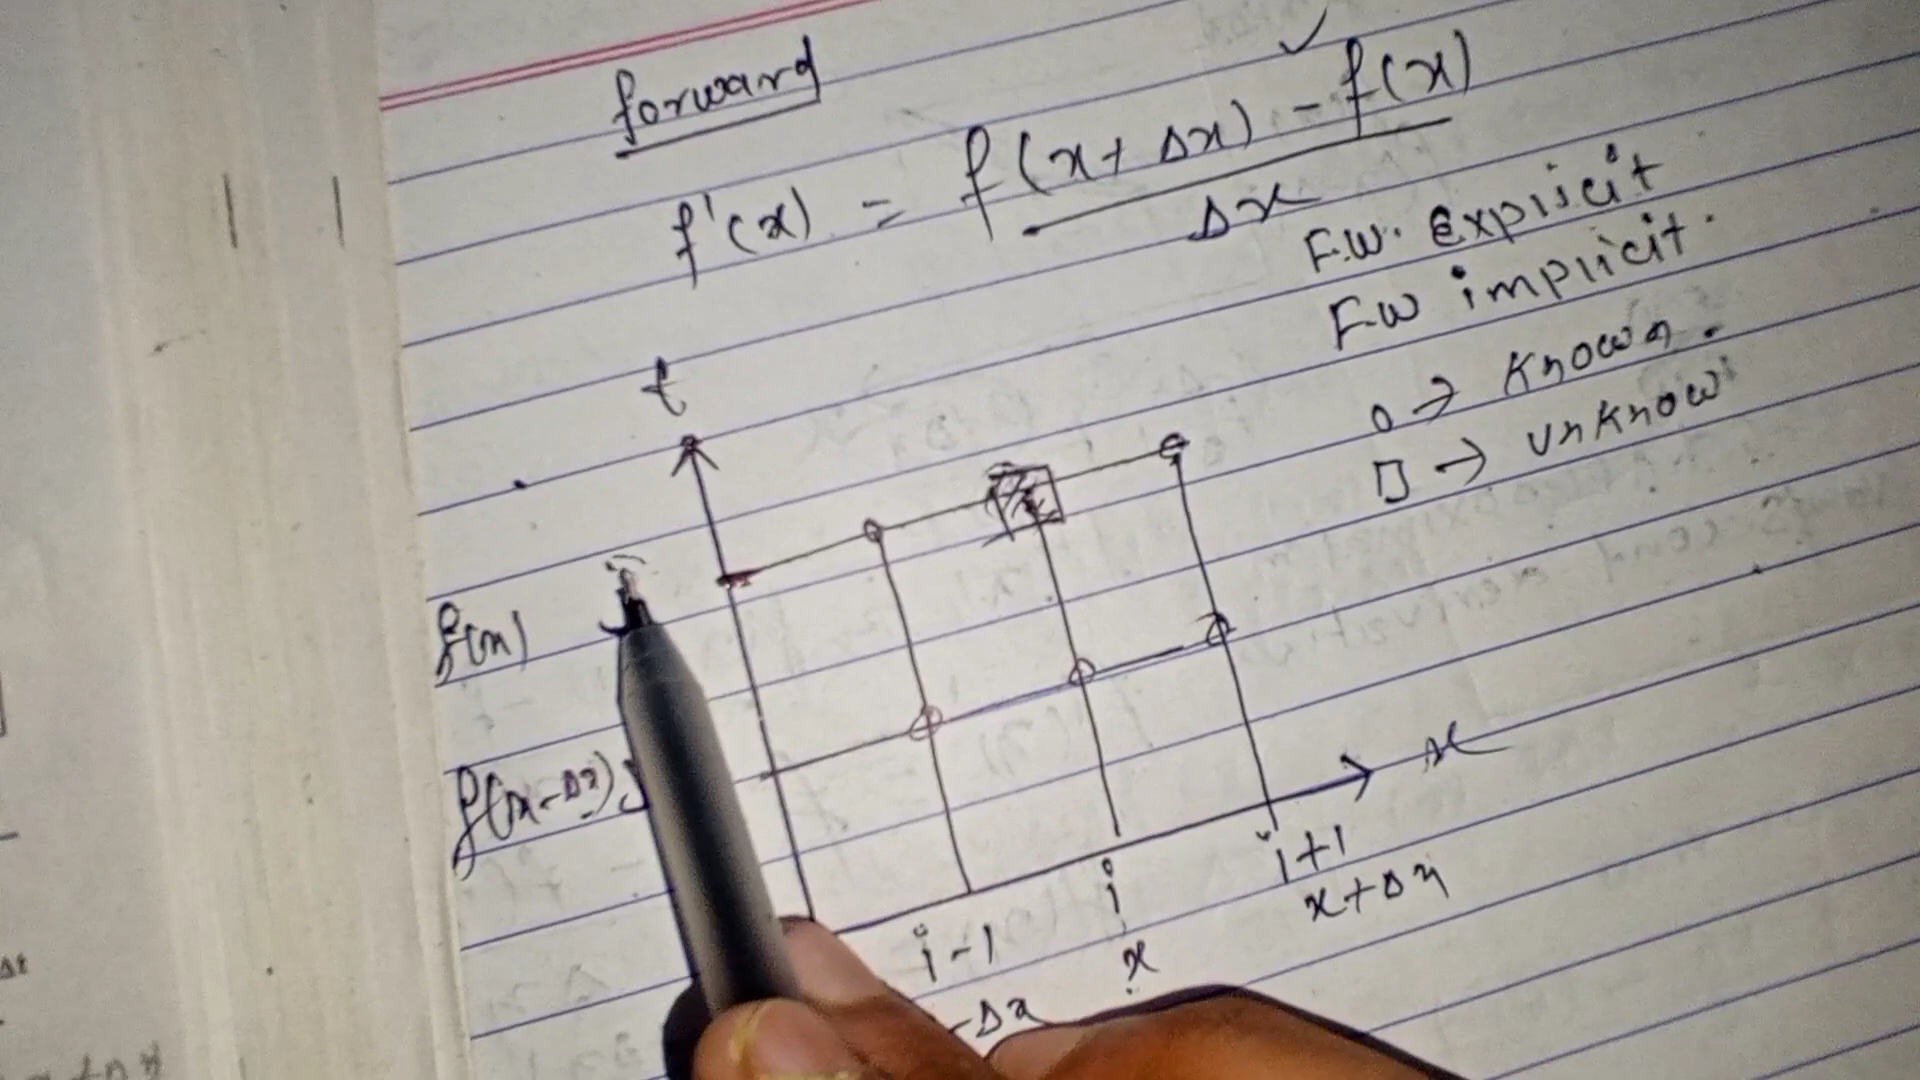 forward
f'(x) = f(x+Δx) - f(x)
Δx
F.W. Explicit
F.W implicit.
o → Known.
□ → unknow
t
f(x)
f(x-Δx)
x
i-1
i
i+1
-Δx
x
x+Δx